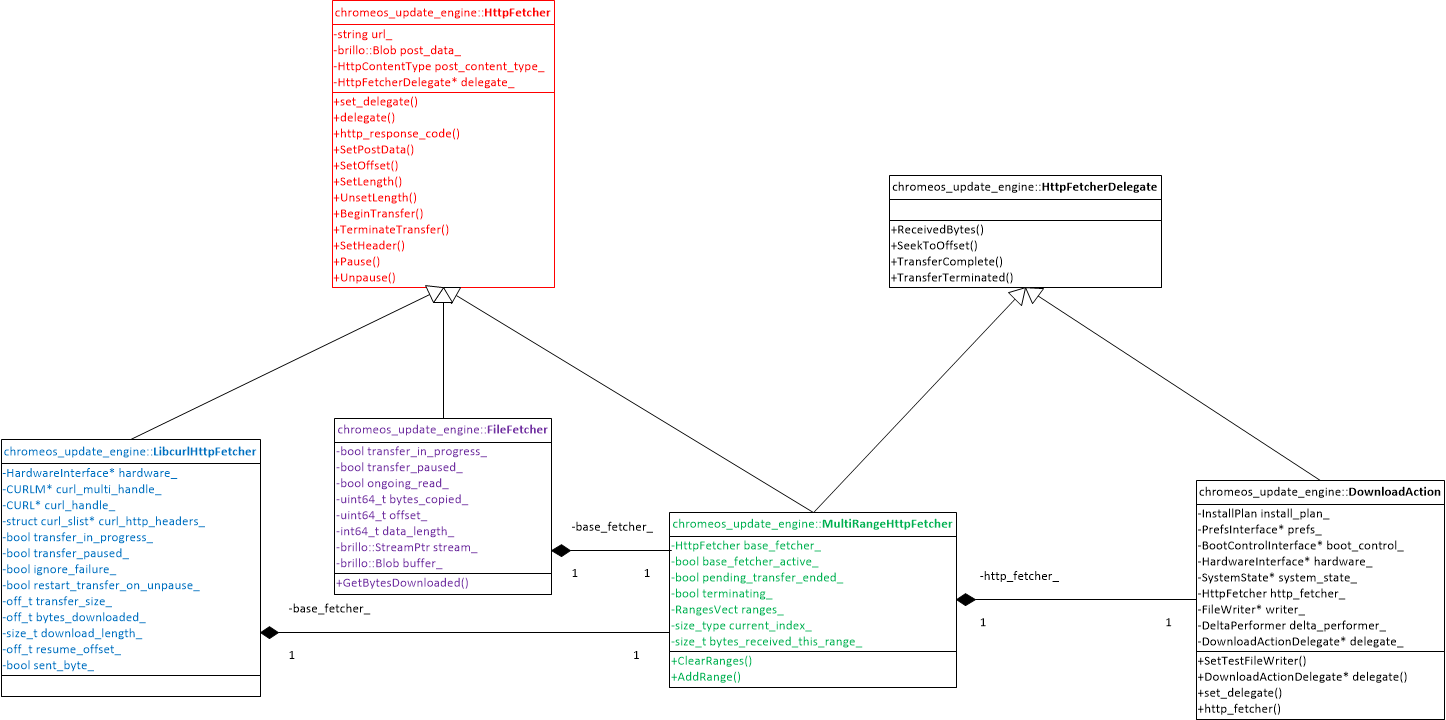 chromeos_update_engine::HttpFetcher
-string url_
-brillo::Blob post_data_
-HttpContentType post_content_type_
-HttpFetcherDelegate* delegate_
+set_delegate()
+delegate()
+http_response_code()
+SetPostData()
+SetOffset()
+SetLength()
+UnsetLength()
+BeginTransfer()
+TerminateTransfer()
+SetHeader()
+Pause()
+Unpause()
chromeos_update_engine::HttpFetcherDelegate
+ReceivedBytes()
+SeekToOffset()
+TransferComplete()
+TransferTerminated()
chromeos_update_engine::LibcurlHttpFetcher
-HardwareInterface* hardware_
-CURLM* curl_multi_handle_
-CURL* curl_handle_
-struct curl_slist* curl_http_headers_
-bool transfer_in_progress_
-bool transfer_paused_
-bool ignore_failure_
-bool restart_transfer_on_unpause_
-off_t transfer_size_
-off_t bytes_downloaded_
-size_t download_length_
-off_t resume_offset_
-bool sent_byte_
chromeos_update_engine::FileFetcher
-bool transfer_in_progress_
-bool transfer_paused_
-bool ongoing_read_
-uint64_t bytes_copied_
-uint64_t offset_
-int64_t data_length_
-brillo::StreamPtr stream_
-brillo::Blob buffer_
+GetBytesDownloaded()
-base_fetcher_
1
1
-base_fetcher_
1
1
chromeos_update_engine::MultiRangeHttpFetcher
-HttpFetcher base_fetcher_
-bool base_fetcher_active_
-bool pending_transfer_ended_
-bool terminating_
-RangesVect ranges_
-size_type current_index_
-size_t bytes_received_this_range_
+ClearRanges()
+AddRange()
-http_fetcher_
1
1
chromeos_update_engine::DownloadAction
-InstallPlan install_plan_
-PrefsInterface* prefs_
-BootControlInterface* boot_control_
-HardwareInterface* hardware_
-SystemState* system_state_
-HttpFetcher http_fetcher_
-FileWriter* writer_
-DeltaPerformer delta_performer_
-DownloadActionDelegate* delegate_
+SetTestFileWriter()
+DownloadActionDelegate* delegate()
+set_delegate()
+http_fetcher()